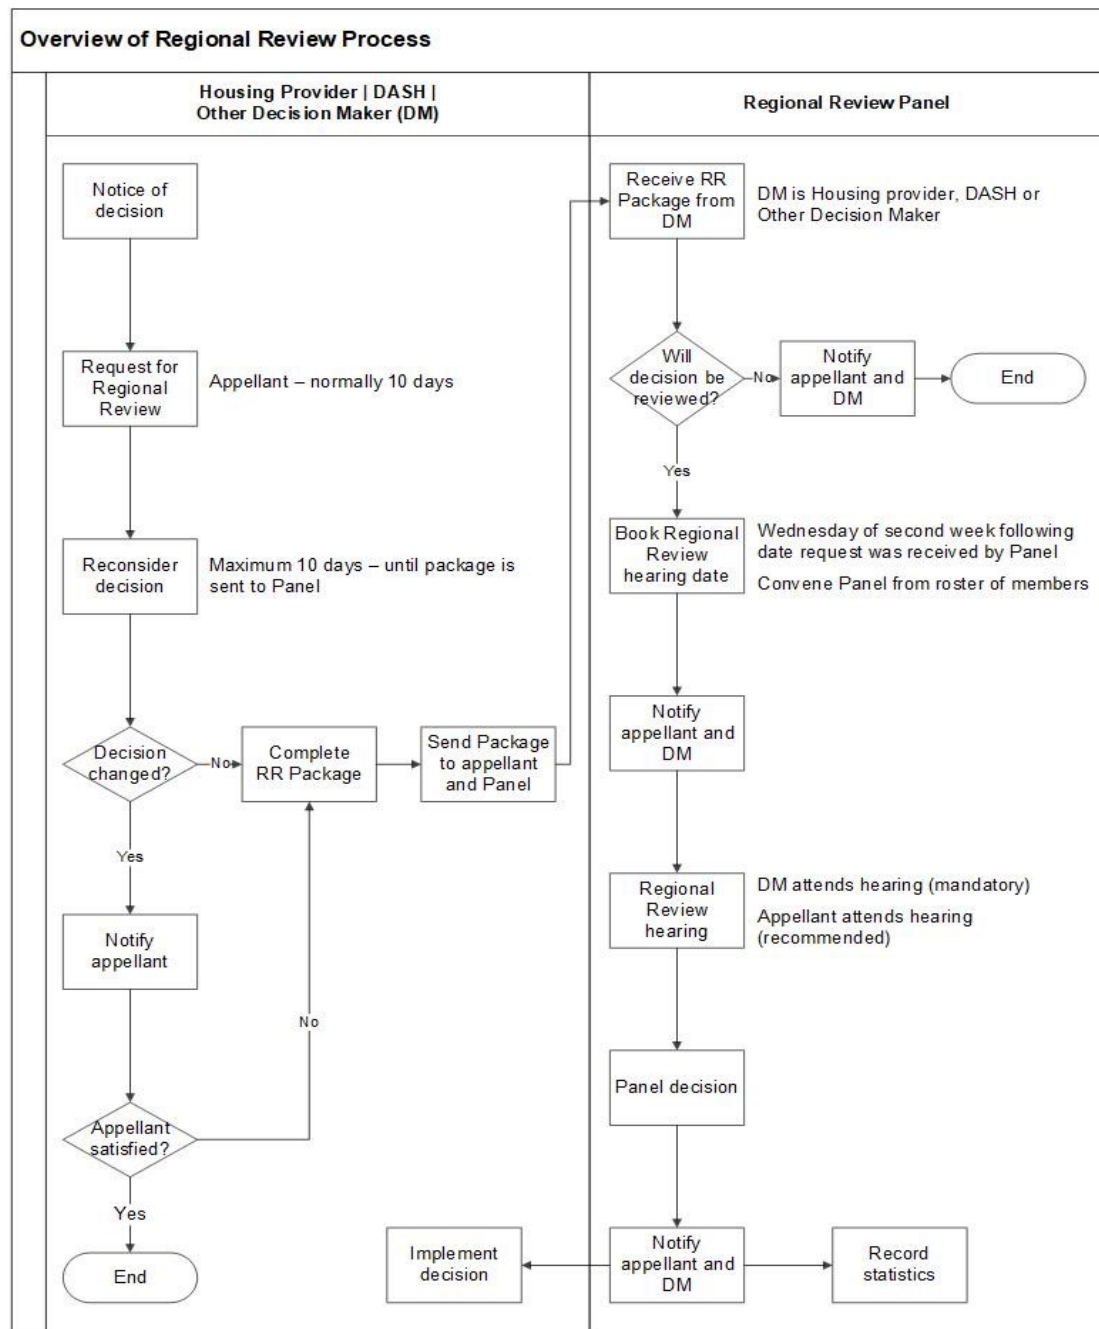 Overview of Regional Review Process
Housing Provider | DASH |
Other Decision Maker (DM)
Notice of
decision
Request for
Regional
Review
Appellant – normally 10 days
Reconsider
decision
Maximum 10 days – until package is
sent to Panel
Decision
changed?
No
Complete
RR Package
Send Package
to appellant
and Panel
Yes
Notify
appellant
No
Appellant
satisfied?
Yes
End
Implement
decision
Regional Review Panel
Receive RR
Package from
DM
DM is Housing provider, DASH or
Other Decision Maker
Will
decision be
reviewed?
No
Notify
appellant and
DM
End
Yes
Book Regional
Review
hearing date
Wednesday of second week following
date request was received by Panel
Convene Panel from roster of members
Notify
appellant and
DM
Regional
Review
hearing
DM attends hearing (mandatory)
Appellant attends hearing
(recommended)
Panel decision
Notify
appellant and
DM
Record
statistics